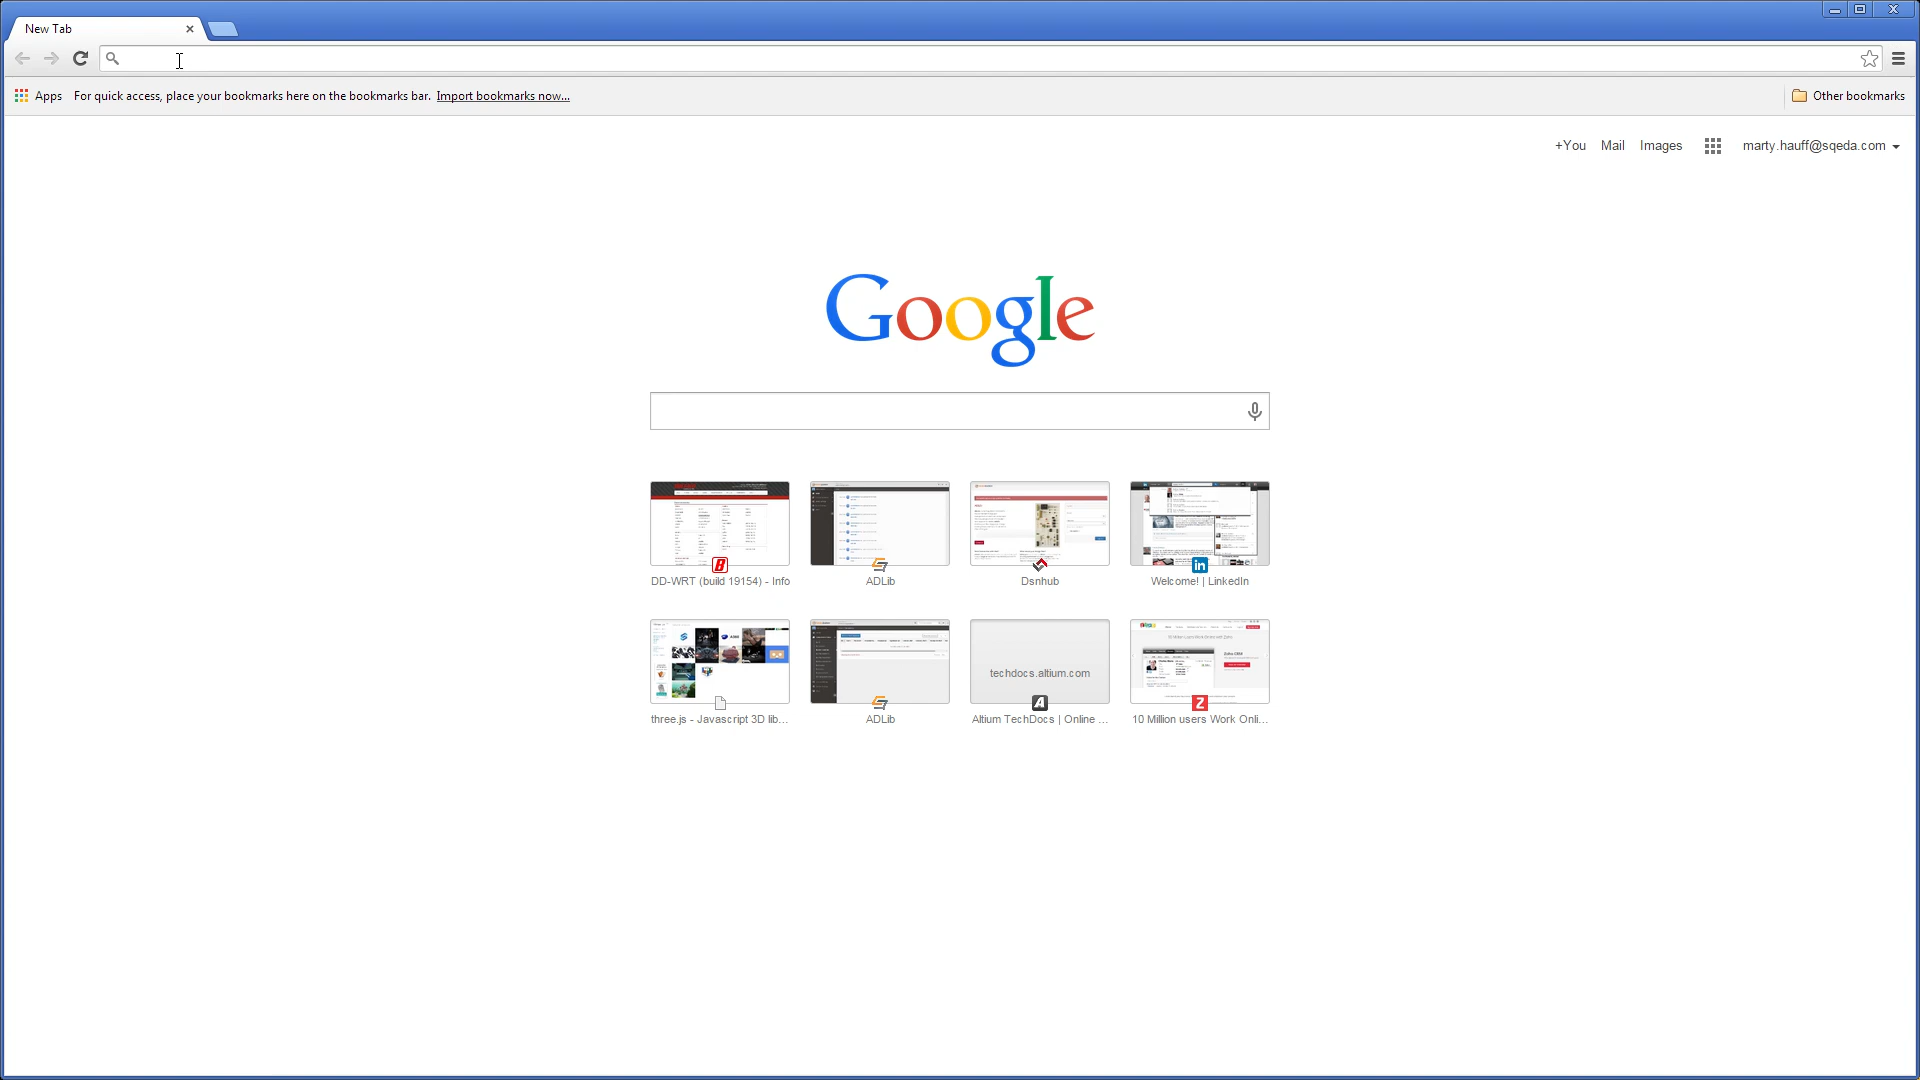 New Tab
Apps For quick access, place your bookmarks here on the bookmarks bar. Import bookmarks now... Other bookmarks
+You Mail Images marty.hauff@sqeda.com
Google
DD-WRT (build 19154) - Info ADLib Dsnhub Welcome! | LinkedIn
techdocs.altium.com
three.js - Javascript 3D lib... ADLib Altium TechDocs | Online ... 10 Million users Work Onli...